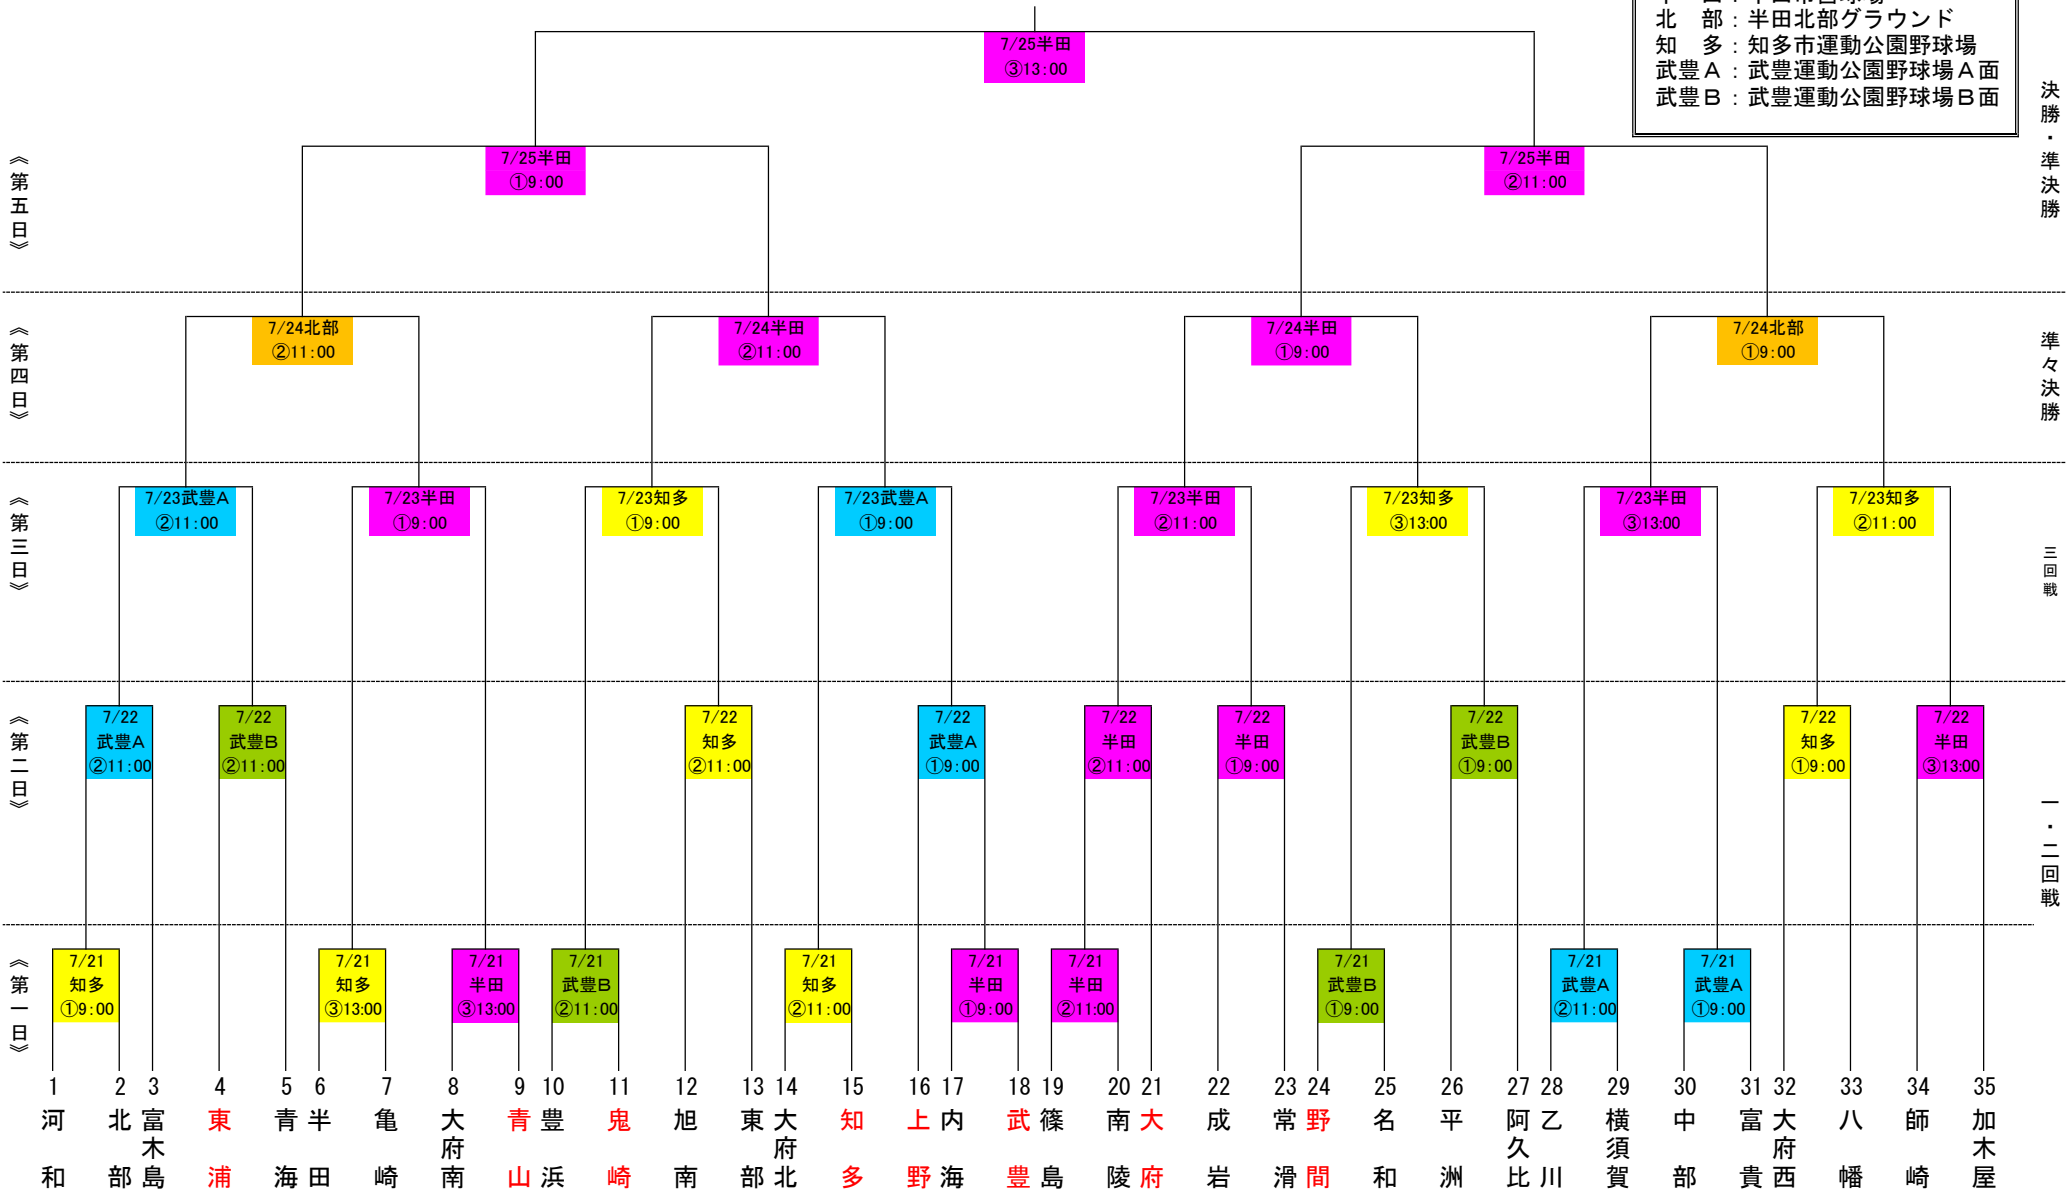 北　部：半田北部グラウンド
知　多：知多市運動公園野球場
武豊Ａ：武豊運動公園野球場Ａ面
武豊Ｂ：武豊運動公園野球場Ｂ面
7/25半田
③13:00
決勝・準決勝
《第五日》
7/25半田
①9:00
7/25半田
②11:00
《第四日》
7/24北部
②11:00
7/24半田
②11:00
7/24半田
①9:00
7/24北部
①9:00
準々決勝
《第三日》
7/23武豊A
②11:00
7/23半田
①9:00
7/23知多
①9:00
7/23武豊A
①9:00
7/23半田
②11:00
7/23知多
③13:00
7/23半田
③13:00
7/23知多
②11:00
三回戦
《第二日》
7/22
武豊A
②11:00
7/22
武豊B
②11:00
7/22
知多
②11:00
7/22
武豊A
①9:00
7/22
半田
②11:00
7/22
半田
①9:00
7/22
武豊B
①9:00
7/22
知多
①9:00
7/22
半田
③13:00
一・二回戦
《第一日》
7/21
知多
①9:00
7/21
知多
③13:00
7/21
半田
③13:00
7/21
武豊B
②11:00
7/21
知多
②11:00
7/21
半田
①9:00
7/21
半田
②11:00
7/21
武豊B
①9:00
7/21
武豊A
②11:00
7/21
武豊A
①9:00
1 河和
2 北部
3 富木島
4 東浦
5 青海
6 半田
7 亀崎
8 大府南
9 青山
10 豊浜
11 鬼崎
12 旭南
13 東部
14 大府北
15 知多
16 上野
17 内海
18 武豊
19 篠島
20 南陵
21 大府
22 成岩
23 常滑
24 野間
25 名和
26 平洲
27 阿久比
28 乙川
29 横須賀
30 中部
31 富貴
32 大府西
33 八幡
34 師崎
35 加木屋